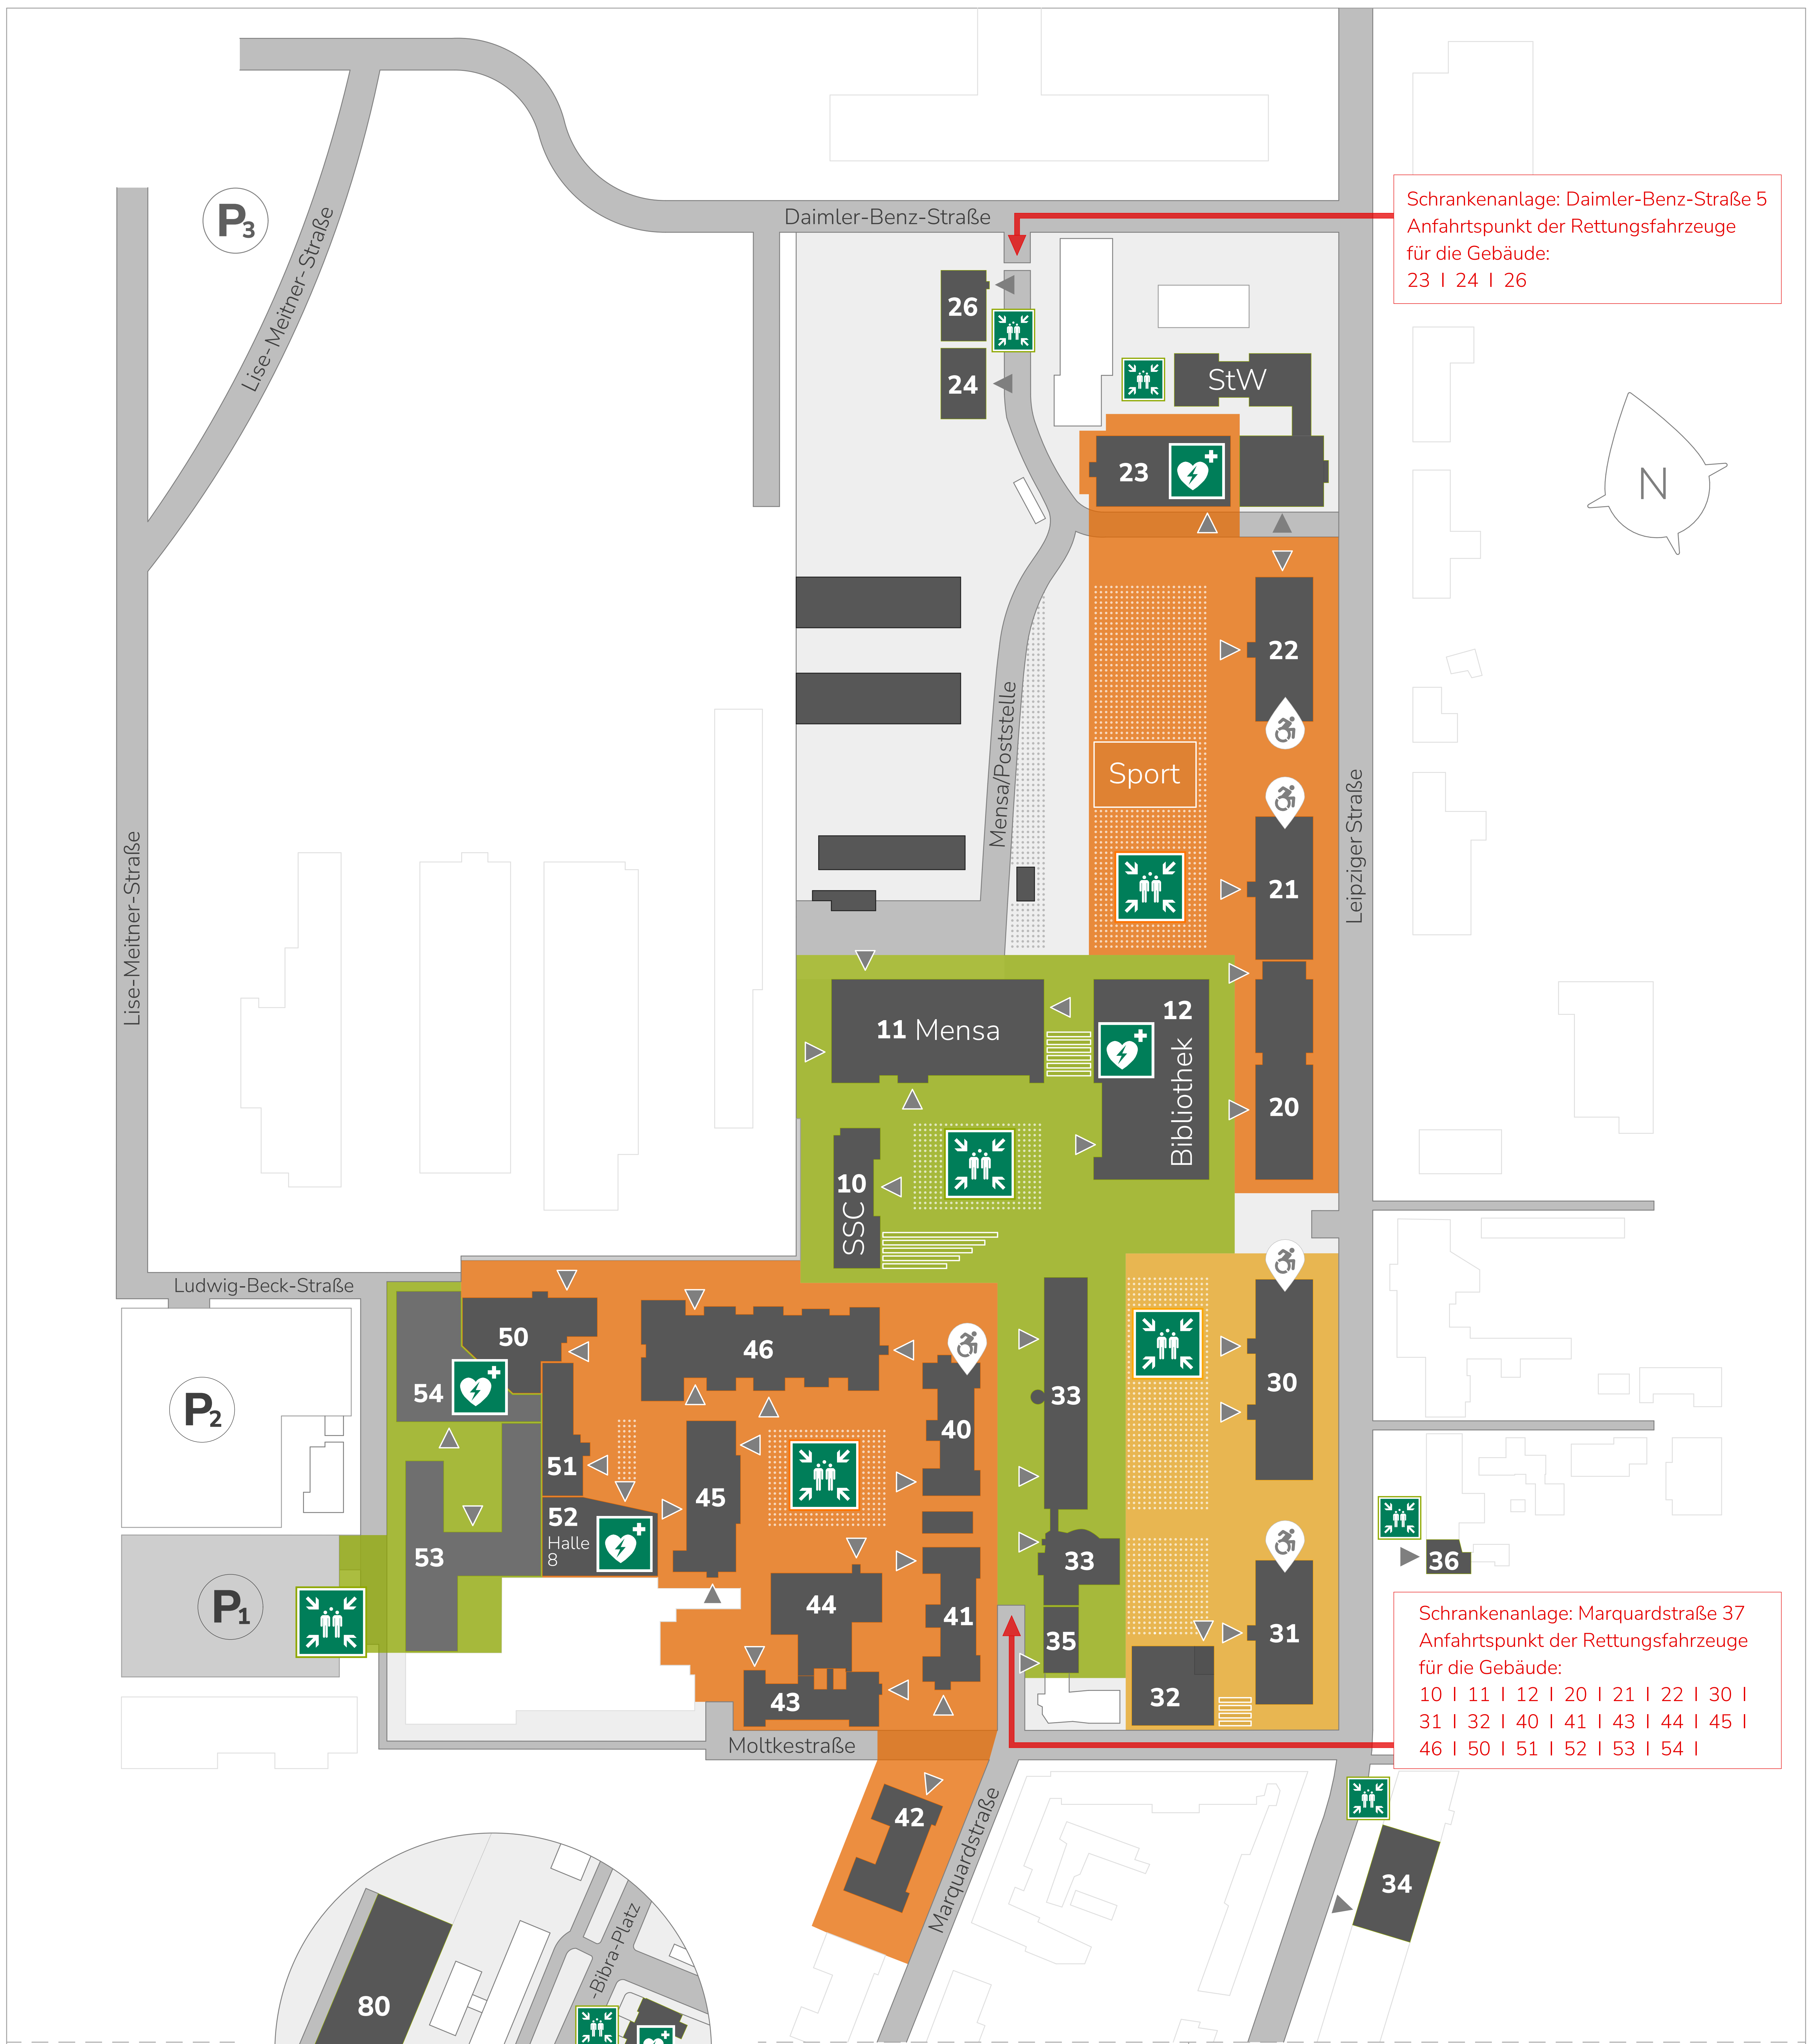 P3
Lise-Meitner-Straße
Daimler-Benz-Straße
Schrankenanlage: Daimler-Benz-Straße 5
Anfahrtspunkt der Rettungsfahrzeuge
für die Gebäude:
23 I 24 I 26
26
24
StW
23
N
22
Mensa/Poststelle
Sport
Leipziger Straße
21
Lise-Meitner-Straße
11 Mensa
12
Bibliothek
20
10
SSC
Ludwig-Beck-Straße
50
46
54
33
30
40
P2
51
45
52
Halle
8
53
33
36
P1
44
41
35
31
32
43
Schrankenanlage: Marquardstraße 37
Anfahrtspunkt der Rettungsfahrzeuge
für die Gebäude:
10 I 11 I 12 I 20 I 21 I 22 I 30 I
31 I 32 I 40 I 41 I 43 I 44 I 45 I
46 I 50 I 51 I 52 I 53 I 54 I
Moltkestraße
42
Marquardstraße
34
-Bibra-Platz
80